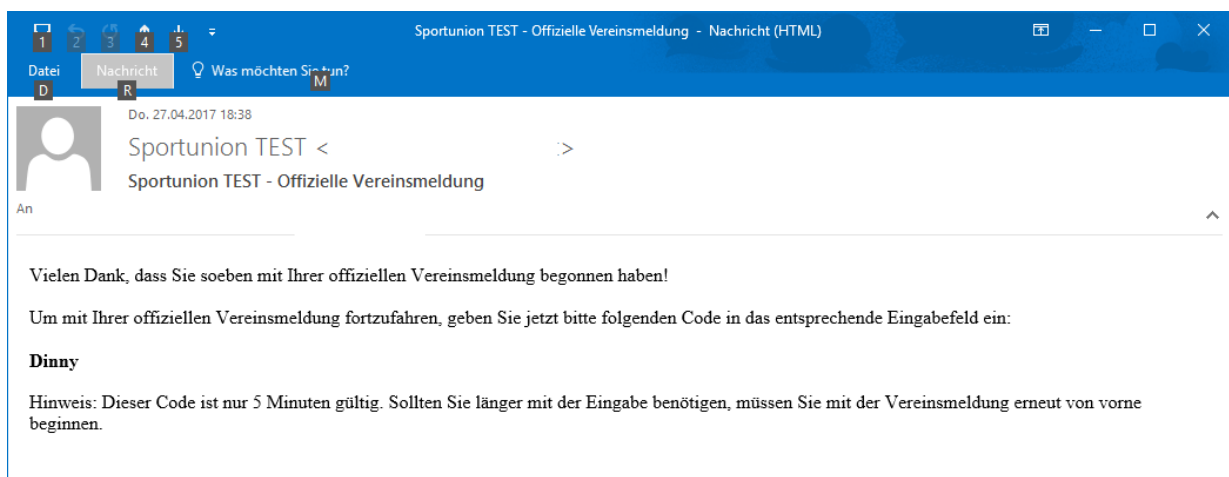 Sportunion TEST - Offizielle Vereinsmeldung - Nachricht (HTML)
1 2 3 4 5
Datei Nachricht Was möchten Sie tun?
D R M
Do. 27.04.2017 18:38
Sportunion TEST < >
Sportunion TEST - Offizielle Vereinsmeldung
An
Vielen Dank, dass Sie soeben mit Ihrer offiziellen Vereinsmeldung begonnen haben!
Um mit Ihrer offiziellen Vereinsmeldung fortzufahren, geben Sie jetzt bitte folgenden Code in das entsprechende Eingabefeld ein:
Dinny
Hinweis: Dieser Code ist nur 5 Minuten gültig. Sollten Sie länger mit der Eingabe benötigen, müssen Sie mit der Vereinsmeldung erneut von vorne
beginnen.